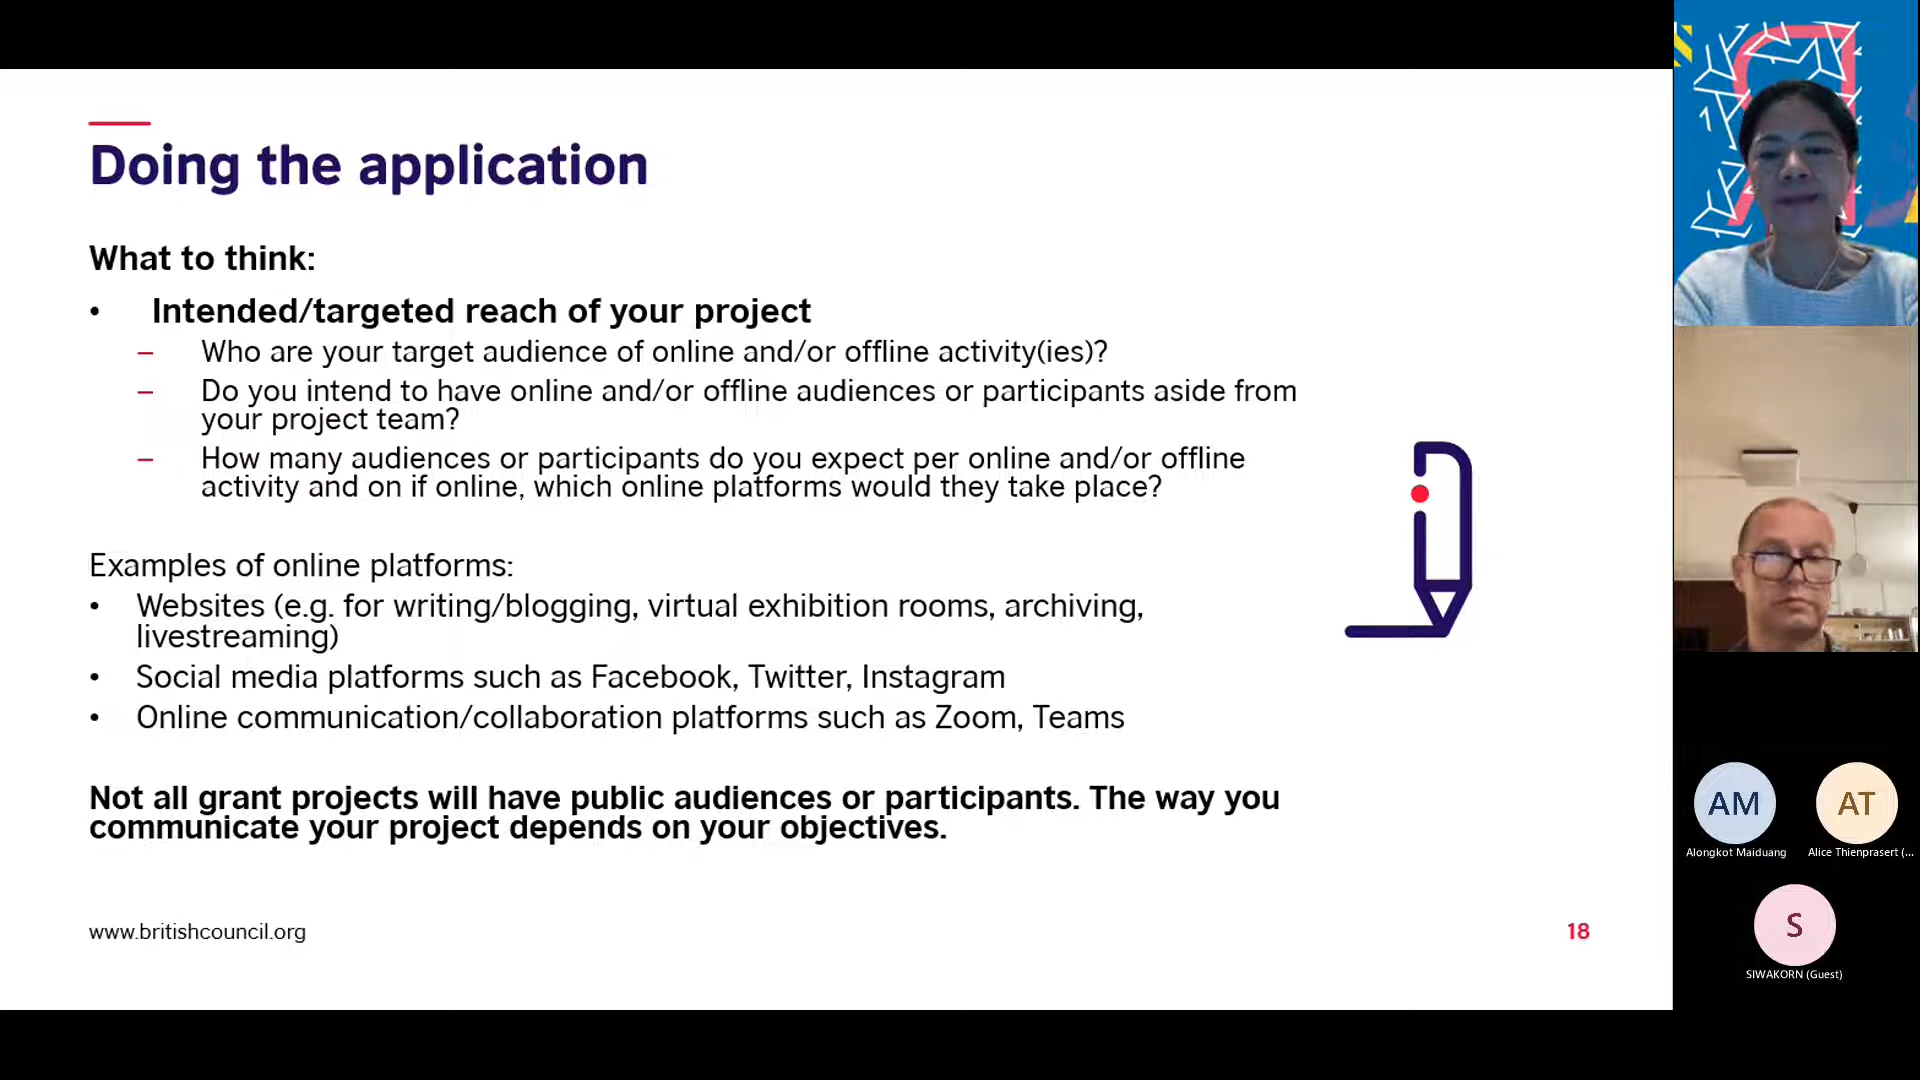 Doing the application
What to think:
• Intended/targeted reach of your project
– Who are your target audience of online and/or offline activity(ies)?
– Do you intend to have online and/or offline audiences or participants aside from
your project team?
– How many audiences or participants do you expect per online and/or offline
activity and on if online, which online platforms would they take place?
Examples of online platforms:
• Websites (e.g. for writing/blogging, virtual exhibition rooms, archiving,
livestreaming)
• Social media platforms such as Facebook, Twitter, Instagram
• Online communication/collaboration platforms such as Zoom, Teams
Not all grant projects will have public audiences or participants. The way you
communicate your project depends on your objectives.
www.britishcouncil.org
18
AM
Alongkot Maiduang
AT
Alice Thienprasert (...
S
SIWAKORN (Guest)